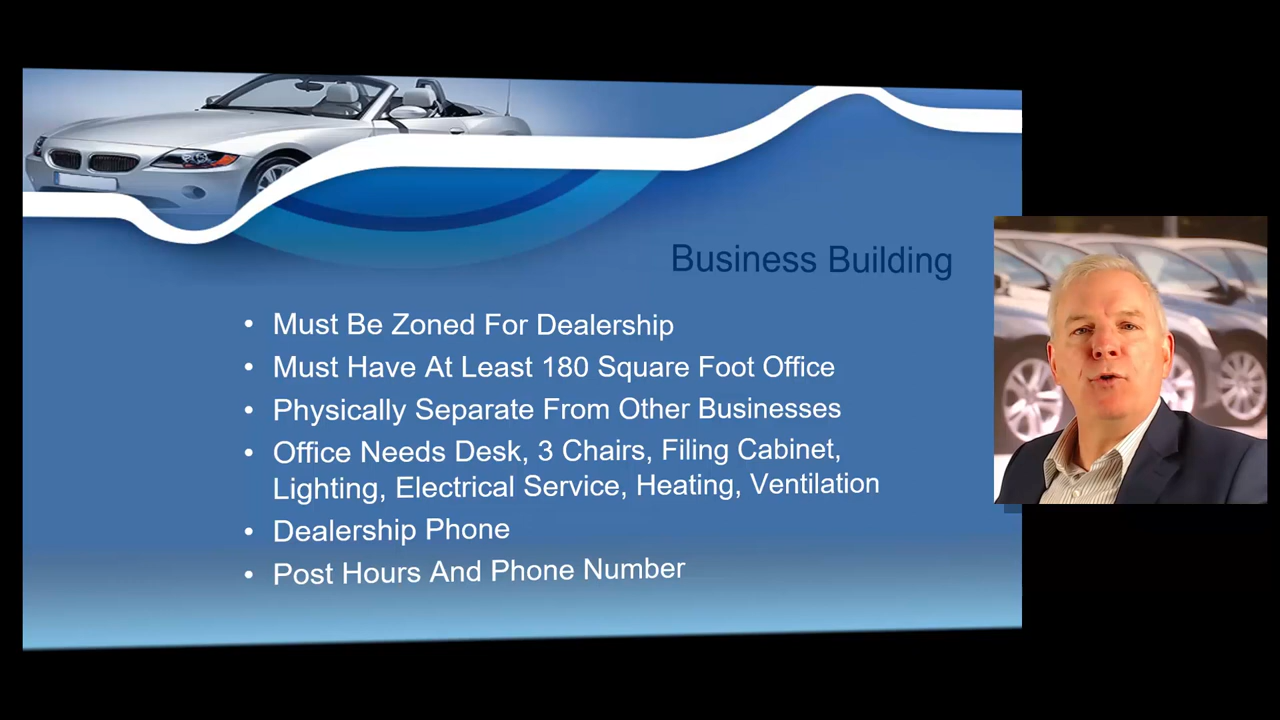 Business Building
• Must Be Zoned For Dealership
• Must Have At Least 180 Square Foot Office
• Physically Separate From Other Businesses
• Office Needs Desk, 3 Chairs, Filing Cabinet,
Lighting, Electrical Service, Heating, Ventilation
• Dealership Phone
• Post Hours And Phone Number